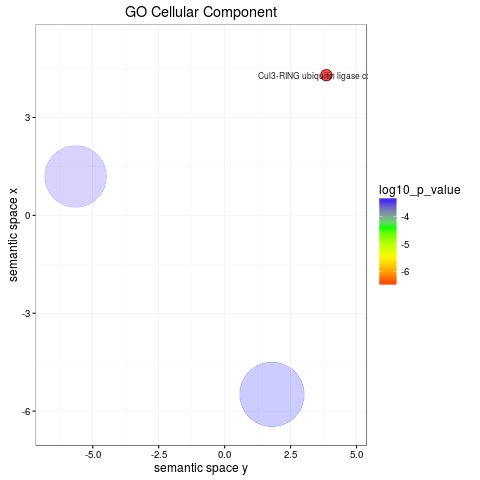 GO Cellular Component
Cul3-RING ubiquitin ligase
3
0
-3
-6
semantic space x
-5.0
-2.5
0.0
2.5
5.0
semantic space y
log10_p_value
-4
-5
-6